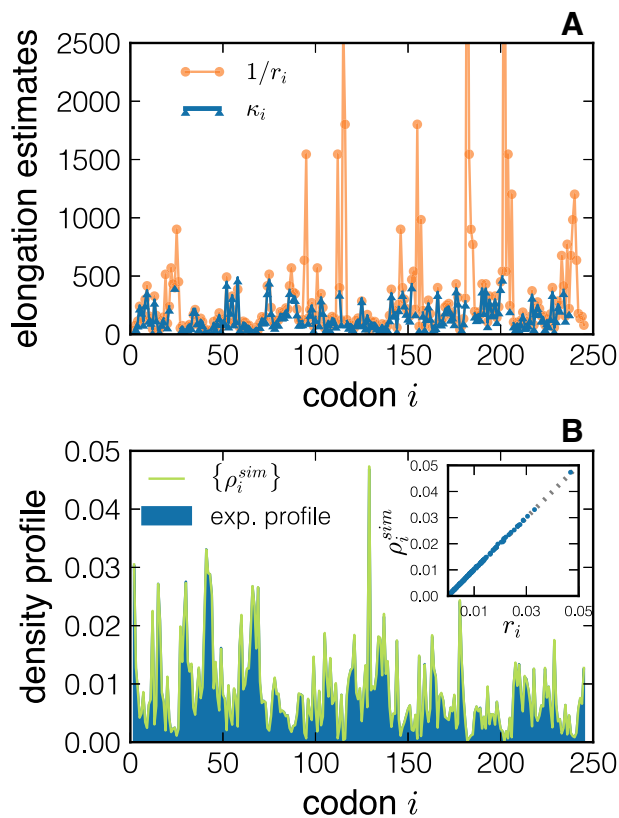 A
2500
2000
1500
1000
500
0
elongation estimates
1/r_i
κ_i
0 50 100 150 200 250
codon i
B
0.05
0.04
0.03
0.02
0.01
0.00
density profile
{ρ_i^{sim}}
exp. profile
0.05
0.04
0.03
0.02
0.01
0.00
ρ_i^{sim}
0.01 0.03 0.05
r_i
0 50 100 150 200 250
codon i